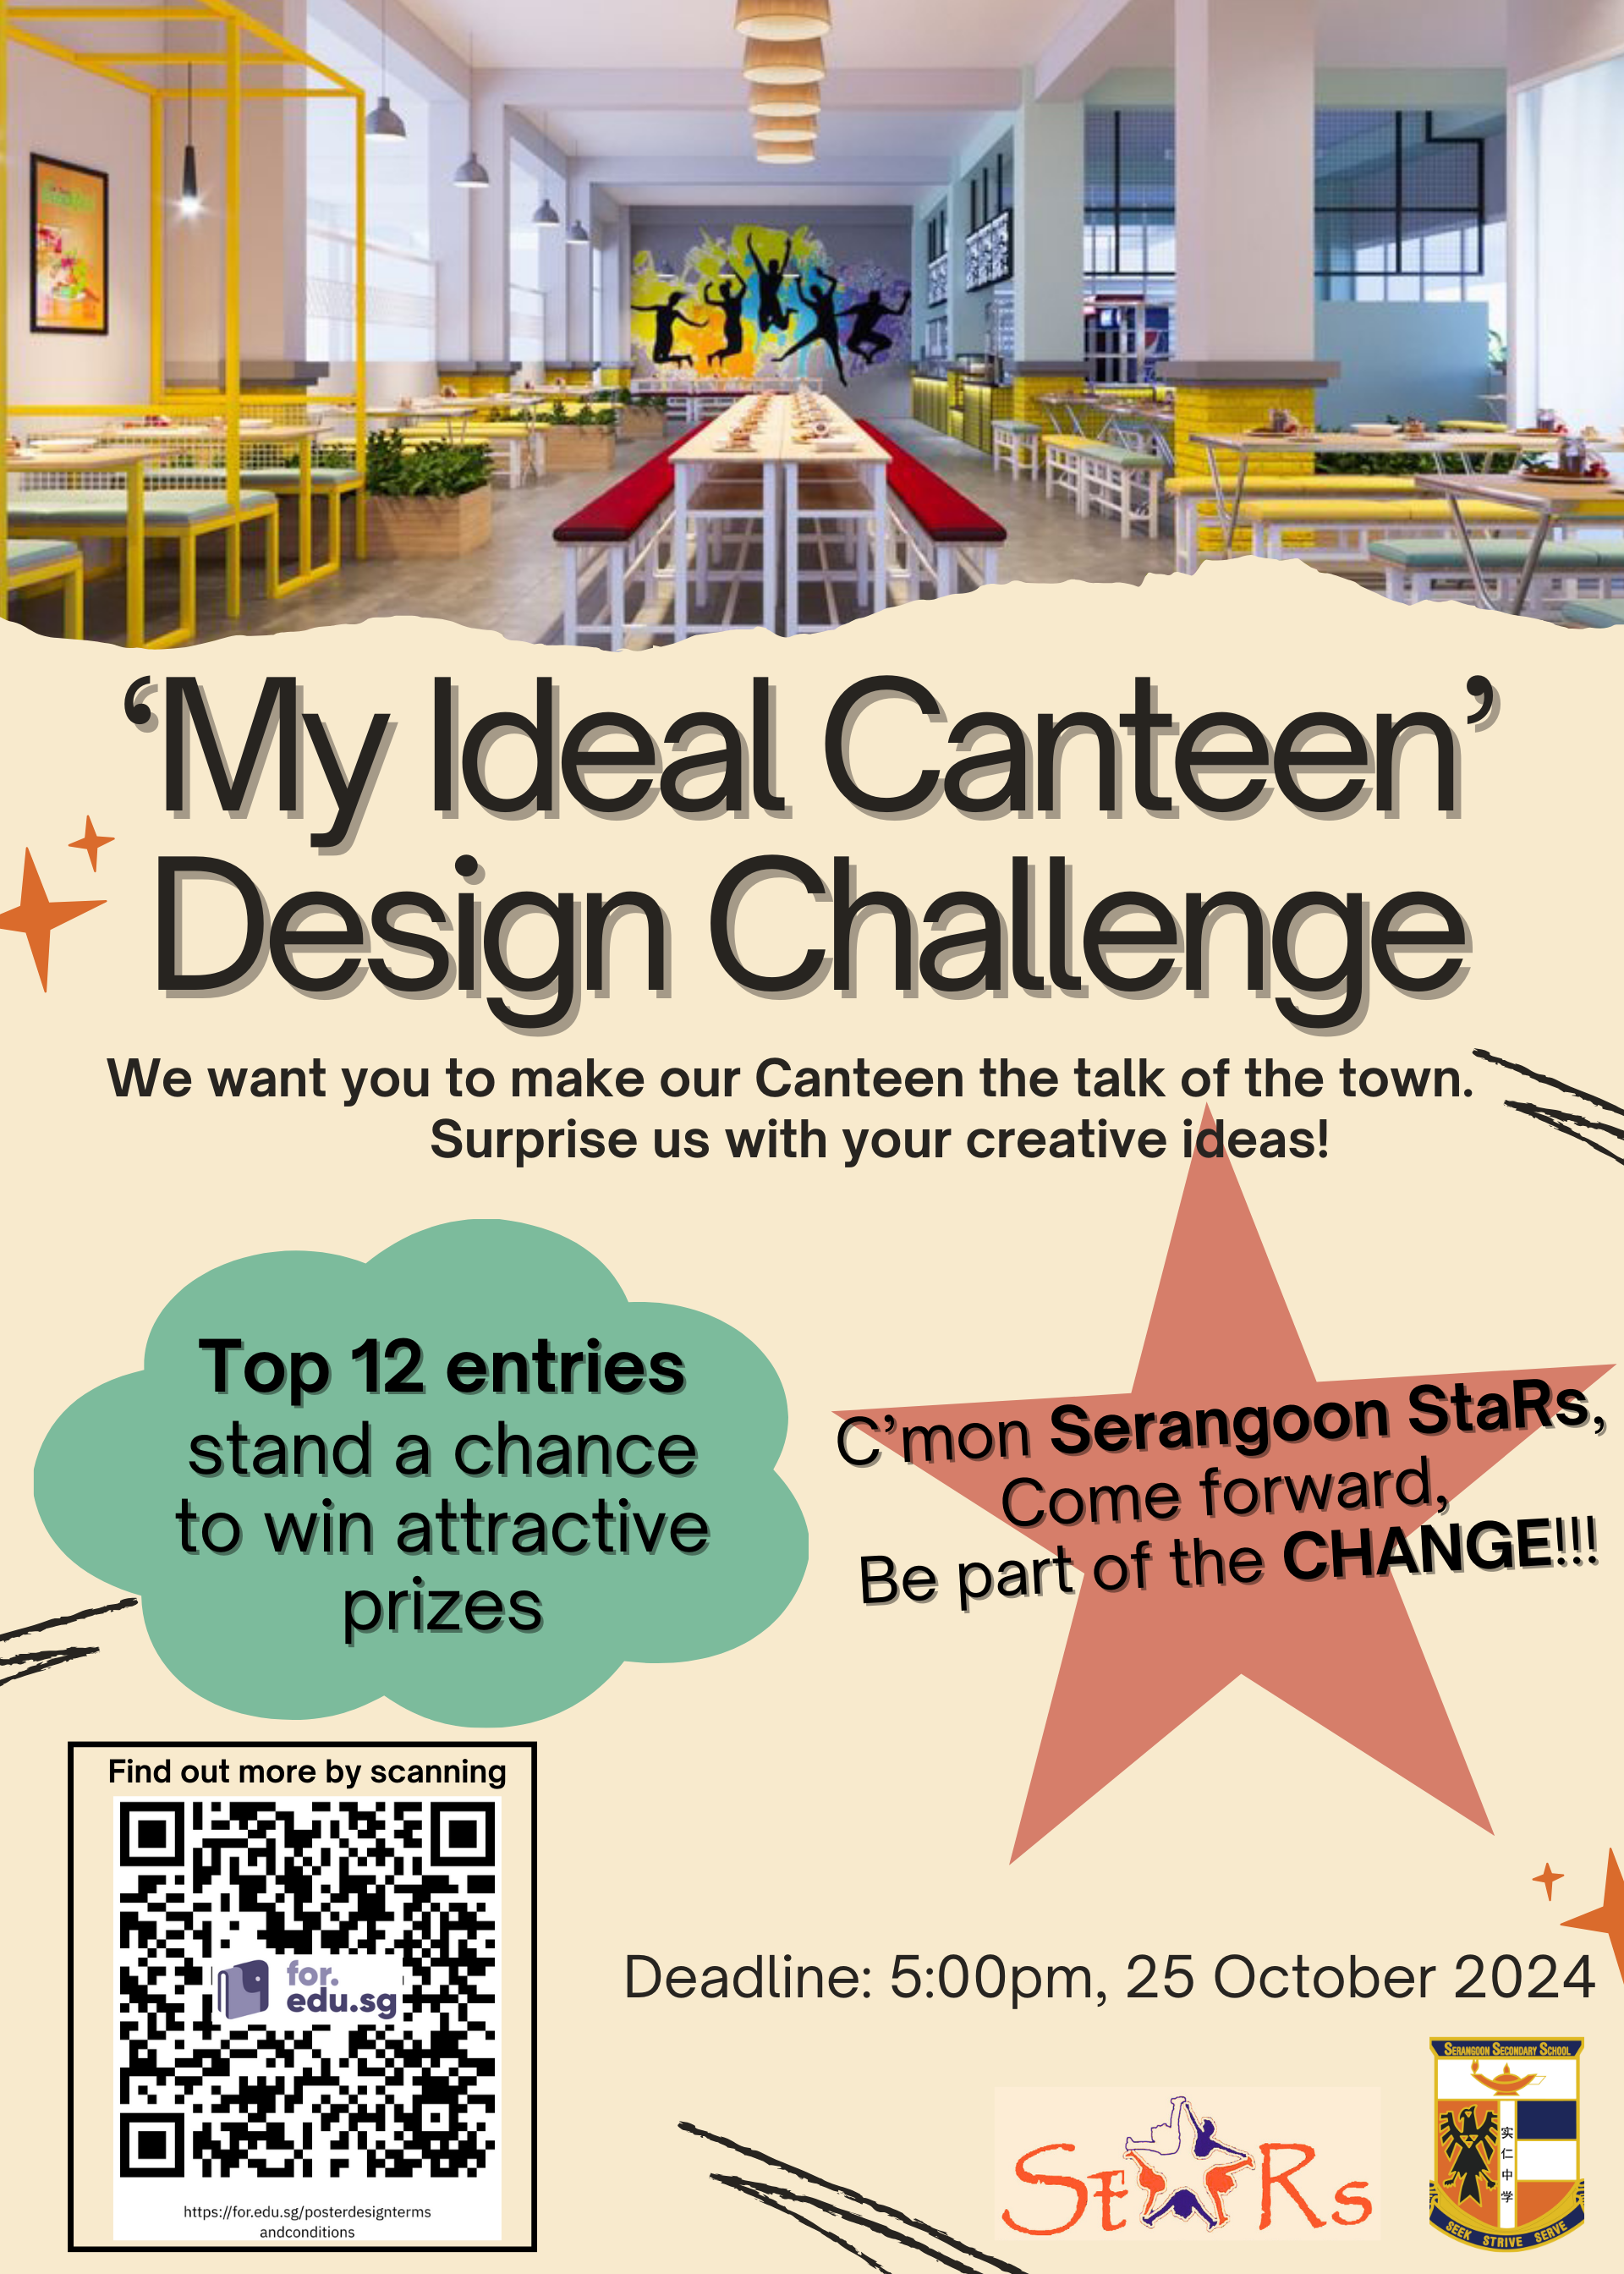 ‘My Ideal Canteen’
Design Challenge
We want you to make our Canteen the talk of the town.
Surprise us with your creative ideas!
Top 12 entries
stand a chance
to win attractive
prizes
C’mon Serangoon StaRs,
Come forward,
Be part of the CHANGE!!!
Find out more by scanning
for.
edu.sg
https://for.edu.sg/posterdesignterms
andconditions
Deadline: 5:00pm, 25 October 2024
StaRs
SERANGOON SECONDARY SCHOOL
实
仁
中
学
SEEK STRIVE SERVE